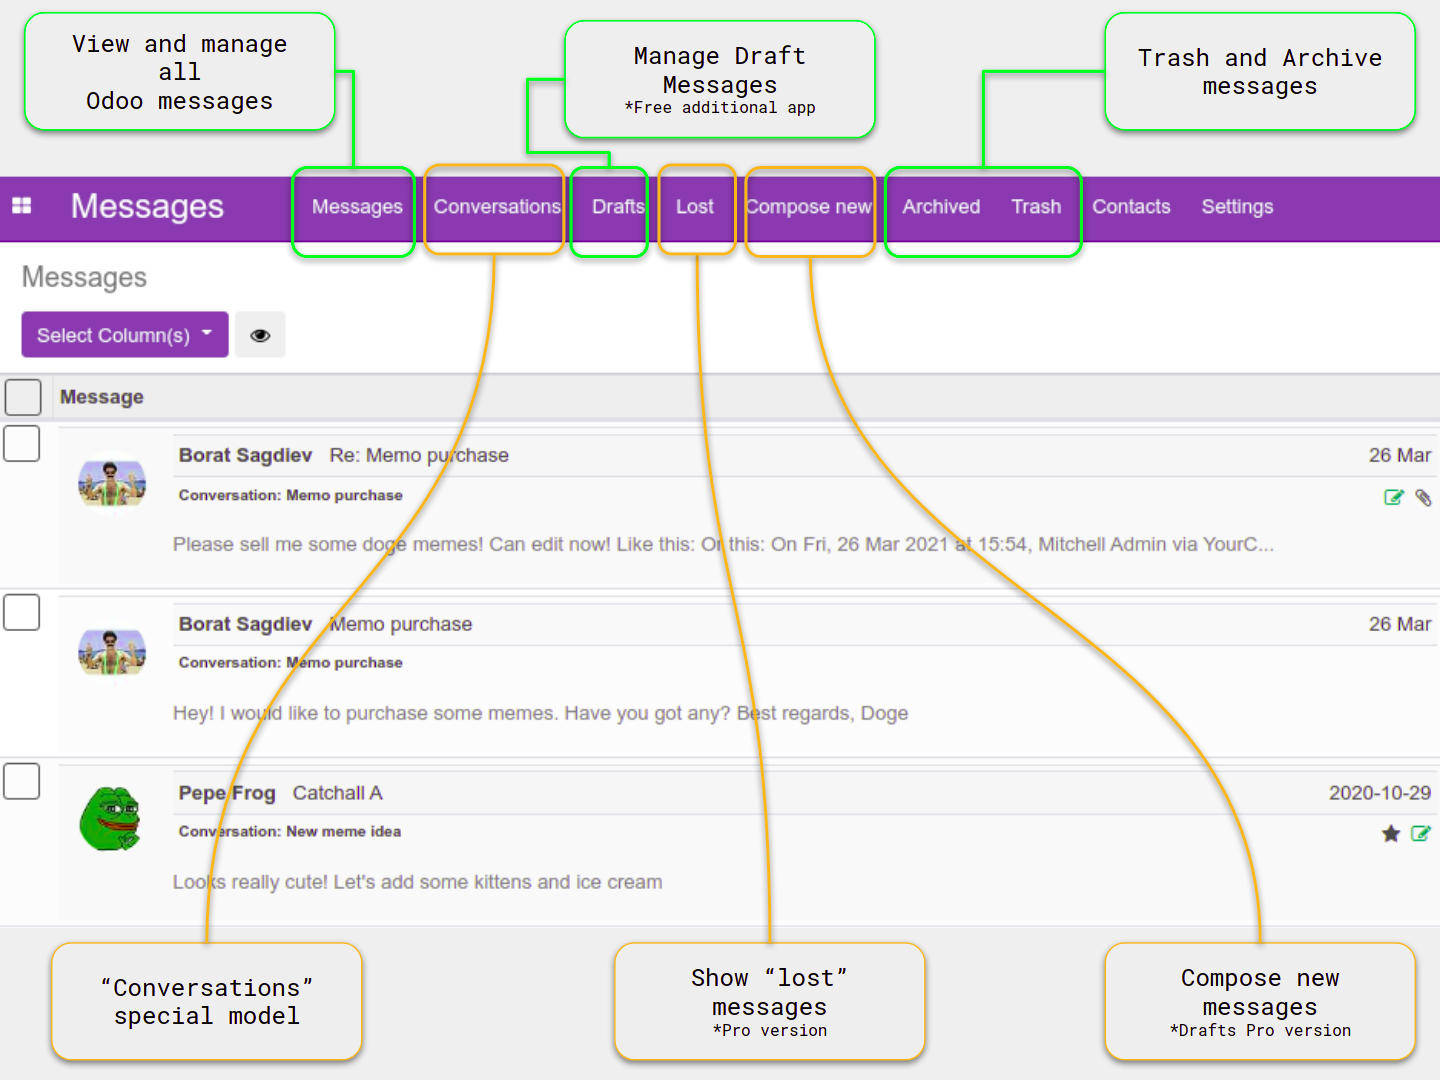 View and manage
all
Odoo messages
Manage Draft
Messages
*Free additional app
Trash and Archive
messages
Messages
Messages
Conversations
Drafts
Lost
Compose new
Archived
Trash
Contacts
Settings
Messages
Select Column(s)
Message
Borat Sagdiev Re: Memo purchase 26 Mar
Conversation: Memo purchase
Please sell me some doge memes! Can edit now! Like this: Or this: On Fri, 26 Mar 2021 at 15:54, Mitchell Admin via YourC...
Borat Sagdiev Memo purchase 26 Mar
Conversation: Memo purchase
Hey! I would like to purchase some memes. Have you got any? Best regards, Doge
Pepe Frog Catchall A 2020-10-29
Conversation: New meme idea
Looks really cute! Let's add some kittens and ice cream
“Conversations”
special model
Show “lost”
messages
*Pro version
Compose new
messages
*Drafts Pro version